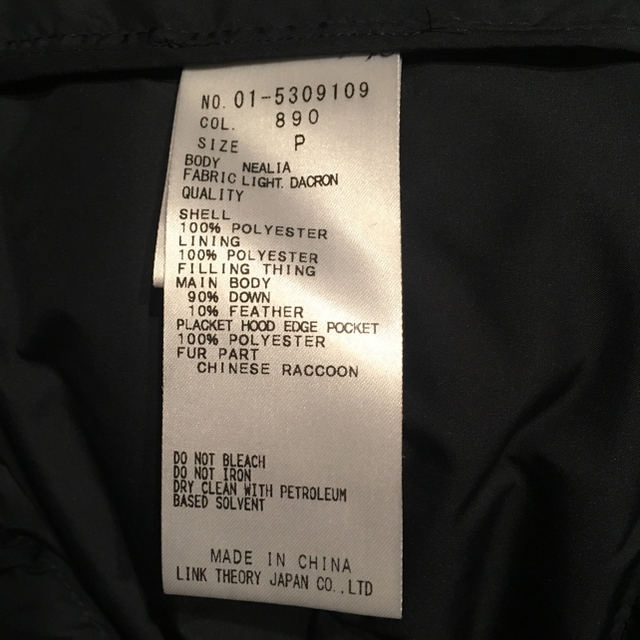 NO. 01-5309109
COL. 890
SIZE P
BODY NEALIA
FABRIC LIGHT. DACRON
QUALITY
SHELL
100% POLYESTER
LINING
100% POLYESTER
FILLING THING
MAIN BODY
90% DOWN
10% FEATHER
PLACKET HOOD EDGE POCKET
100% POLYESTER
FUR PART
CHINESE RACCOON
DO NOT BLEACH
DO NOT IRON
DRY CLEAN WITH PETROLEUM
BASED SOLVENT
MADE IN CHINA
LINK THEORY JAPAN CO.,LTD